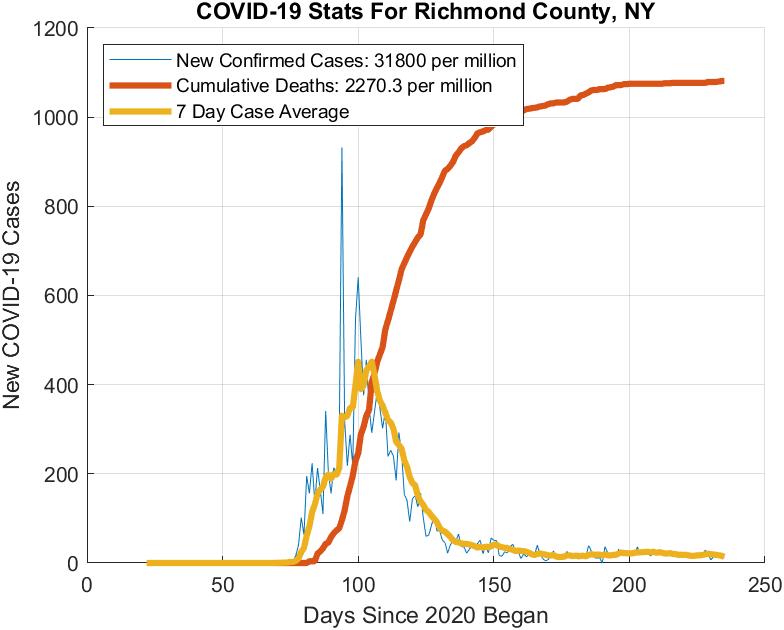 COVID-19 Stats For Richmond County, NY
1200
1000
800
600
400
200
0
New COVID-19 Cases
New Confirmed Cases: 31800 per million
Cumulative Deaths: 2270.3 per million
7 Day Case Average
0 50 100 150 200 250
Days Since 2020 Began